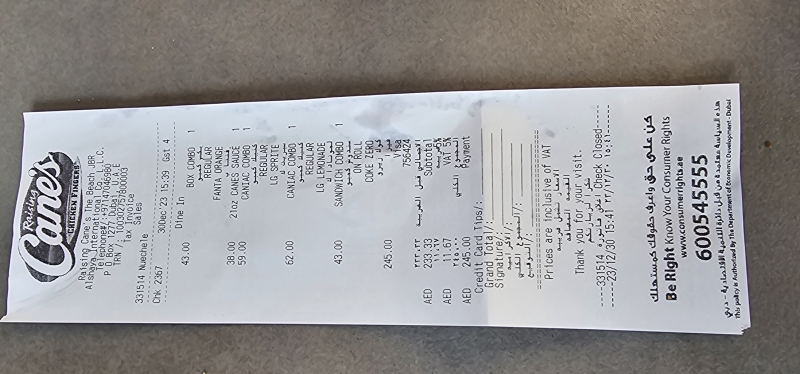 Raising
Cane's
CHICKEN FINGERS
Raising Cane's The Beach JBR
Alshaya International Trading L.L.C.
Telephone#: +97147046980
P O Box 277, Dubai, U.A.E
TRN /: 100302757800003
Tax Invoice
331514 Nuechele Sales
Chk 2367 30Dec'23 15:39 Gst 4
Dine In
43.00 BOX COMBO 1
REGULAR
FANTA ORANGE
38.00 21oz CANES SAUCE 1
59.00 CANIAC COMBO 1
REGULAR
LG SPRITE
62.00 CANIAC COMBO 1
REGULAR
LG LEMONADE
43.00 SANDWICH COMBO 1
ON ROLL
COKE ZERO
245.00 Visa
756424
AED 233.33 Subtotal
AED 11.67 VAT 5%
AED 245.00 Payment
Credit Card Tips/:
Grand Total/:
Signature/:
Prices are inclusive of VAT
Thank you for your visit.
----331514 Check Closed----
----23/12/30 15:41
كن على حق واعرف حقوقك كمستهلك
Be Right Know Your Consumer Rights
www.consumerrights.ae
600545555
This policy is Authorized By The Department of Economic Development - Dubai